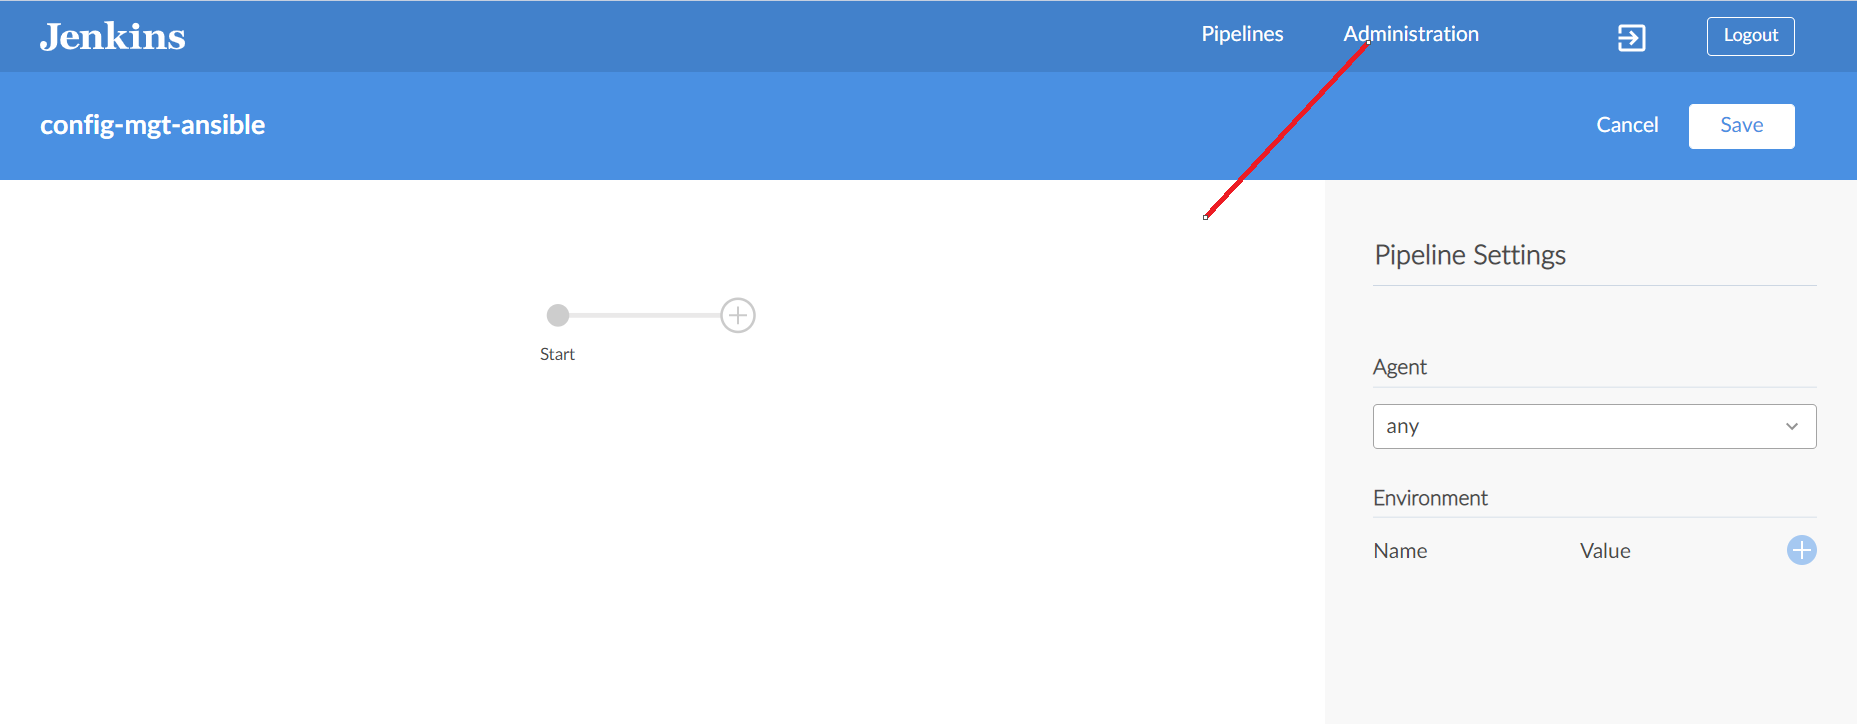 Jenkins
Pipelines
Administration
Logout
config-mgt-ansible
Cancel
Save
Start
Pipeline Settings
Agent
any
Environment
Name
Value